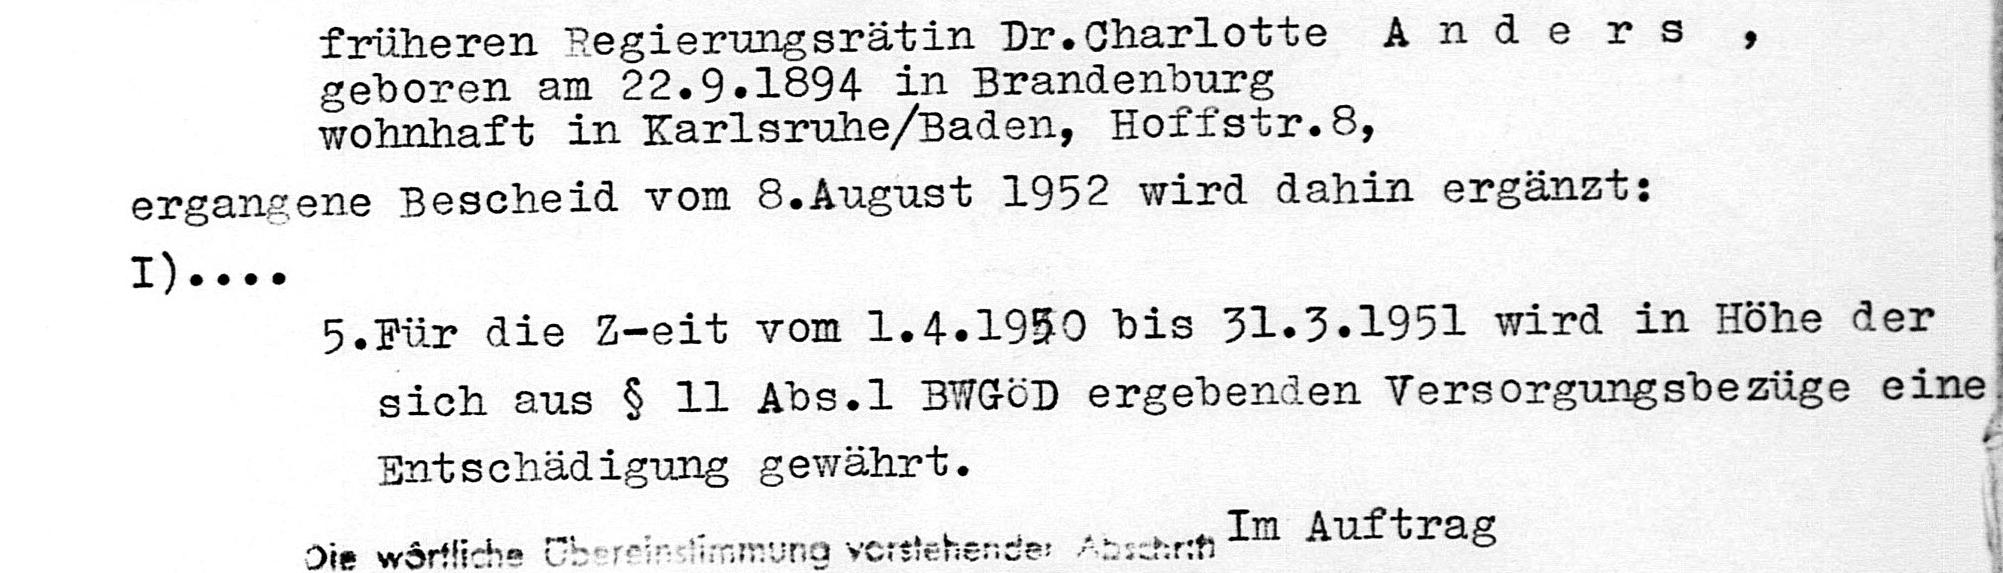 früheren Regierungsrätin Dr.Charlotte A n d e r s ,
geboren am 22.9.1894 in Brandenburg
wohnhaft in Karlsruhe/Baden, Hoffstr.8,
ergangene Bescheid vom 8.August 1952 wird dahin ergänzt:
I)....
5.Für die Z-eit vom 1.4.1950 bis 31.3.1951 wird in Höhe der
sich aus § 11 Abs.1 BWGöD ergebenden Versorgungsbezüge eine
Entschädigung gewährt.
Im Auftrag
Die wörtliche Übereinstimmung vorstehender Abschrift